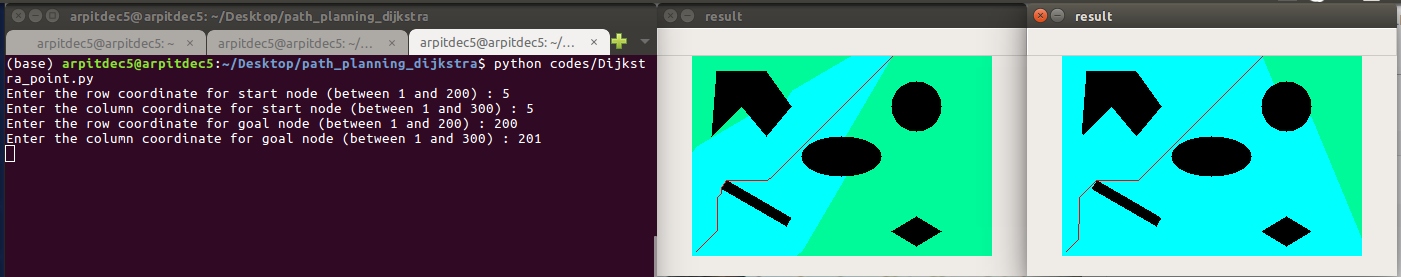 arpitdec5@arpitdec5: ~/Desktop/path_planning_dijkstra
arpitdec5@arpitdec5: ~ ×
arpitdec5@arpitdec5: ~/... ×
arpitdec5@arpitdec5: ~/... ×
(base) arpitdec5@arpitdec5:~/Desktop/path_planning_dijkstra$ python codes/Dijkst
ra_point.py
Enter the row coordinate for start node (between 1 and 200) : 5
Enter the column coordinate for start node (between 1 and 300) : 5
Enter the row coordinate for goal node (between 1 and 200) : 200
Enter the column coordinate for goal node (between 1 and 300) : 201
result
result